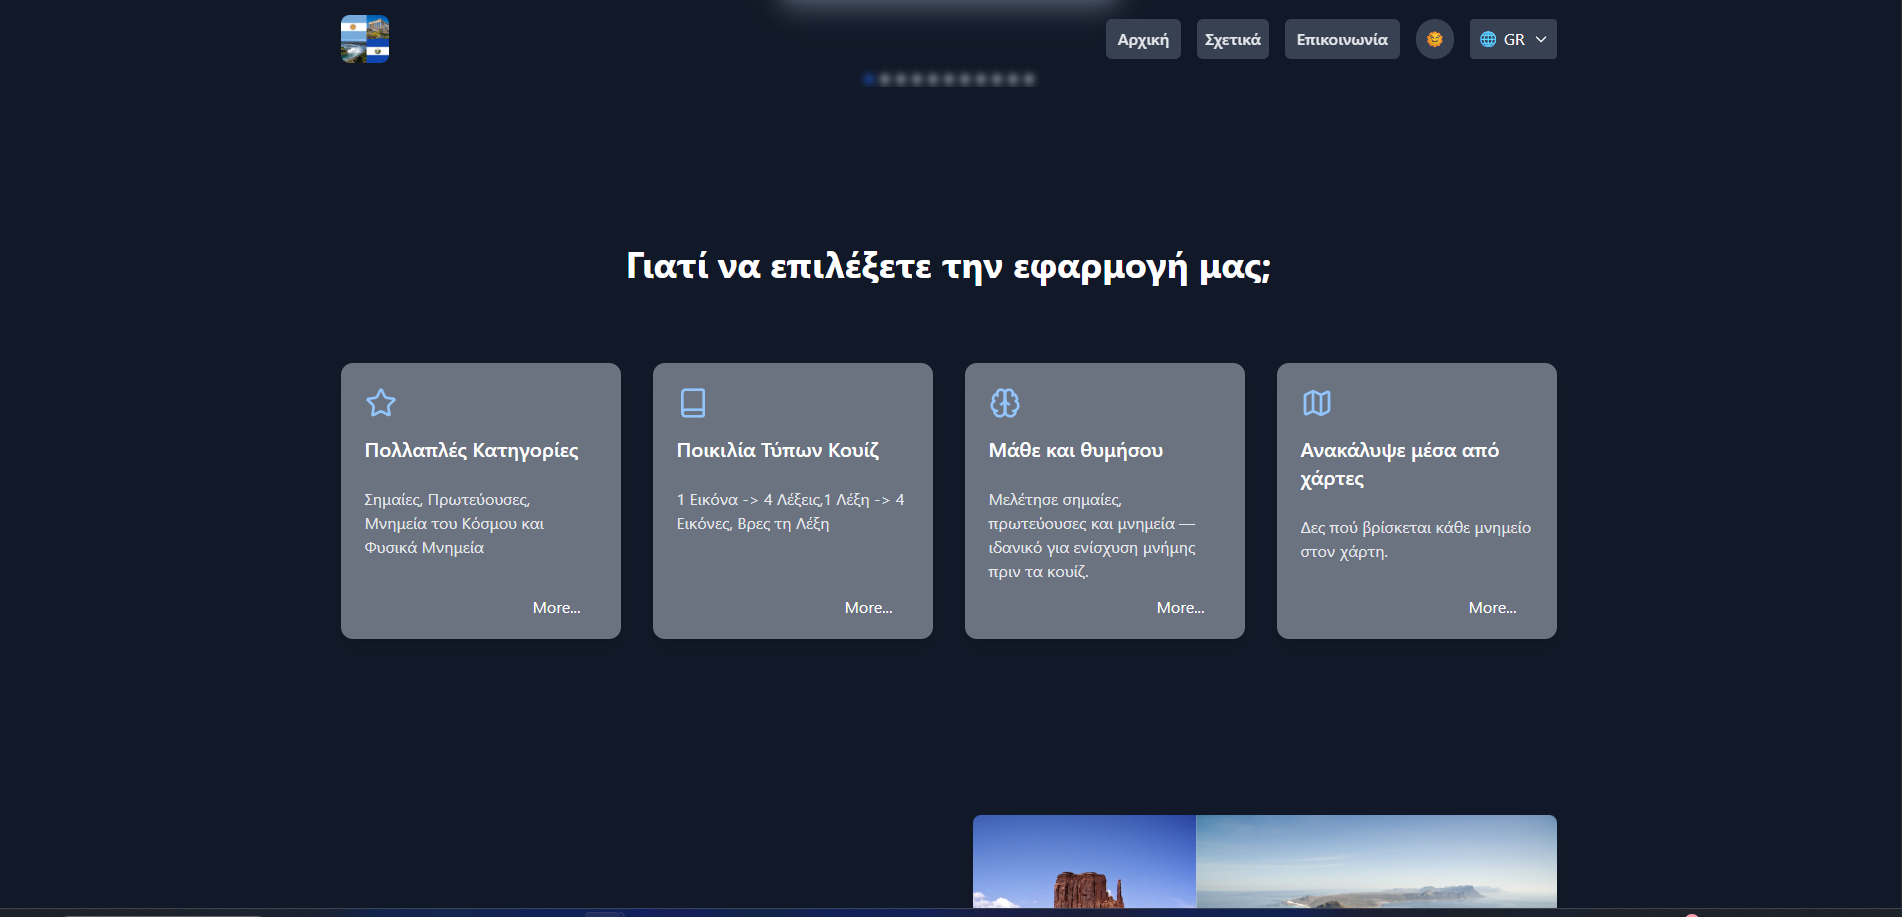 Αρχική
Σχετικά
Επικοινωνία
GR
Γιατί να επιλέξετε την εφαρμογή μας;
Πολλαπλές Κατηγορίες
Σημαίες, Πρωτεύουσες,
Μνημεία του Κόσμου και
Φυσικά Μνημεία
More...
Ποικιλία Τύπων Κουίζ
1 Εικόνα -> 4 Λέξεις,1 Λέξη -> 4
Εικόνες, Βρες τη Λέξη
More...
Μάθε και θυμήσου
Μελέτησε σημαίες,
πρωτεύουσες και μνημεία —
ιδανικό για ενίσχυση μνήμης
πριν τα κουίζ.
More...
Ανακάλυψε μέσα από
χάρτες
Δες πού βρίσκεται κάθε μνημείο
στον χάρτη.
More...